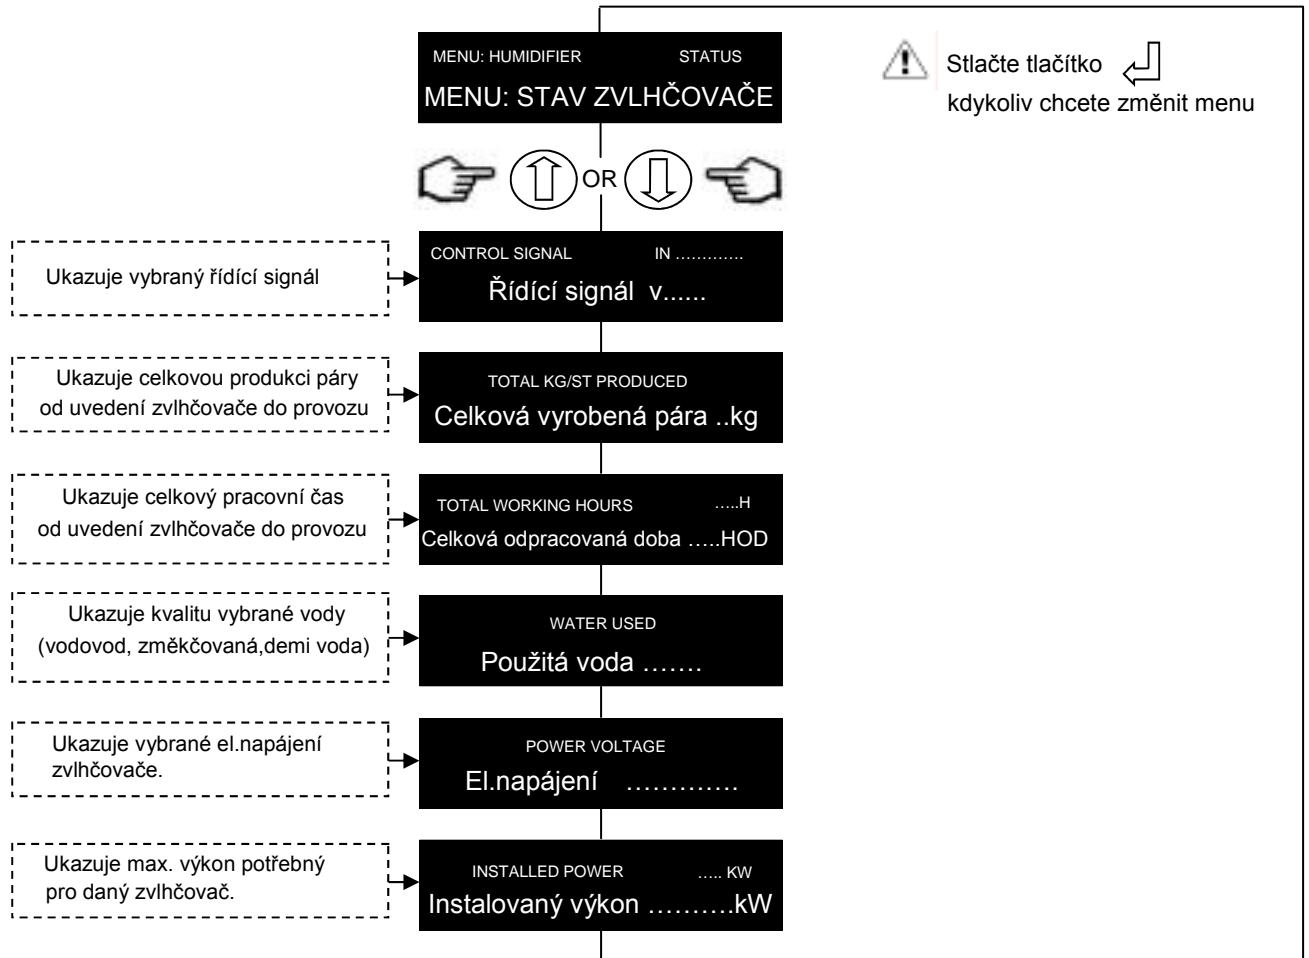 MENU: HUMIDIFIER STATUS
MENU: STAV ZVLHČOVAČE
Stlačte tlačítko
kdykoliv chcete změnit menu
OR
Ukazuje vybraný řídící signál
CONTROL SIGNAL IN .............
Řídící signál v......
Ukazuje celkovou produkci páry
od uvedení zvlhčovače do provozu
TOTAL KG/ST PRODUCED
Celková vyrobená pára ..kg
Ukazuje celkový pracovní čas
od uvedení zvlhčovače do provozu
TOTAL WORKING HOURS …..H
Celková odpracovaná doba …..HOD
Ukazuje kvalitu vybrané vody
(vodovod, změkčovaná,demi voda)
WATER USED
Použitá voda …….
Ukazuje vybrané el.napájení
zvlhčovače.
POWER VOLTAGE
El.napájení ………….
Ukazuje max. výkon potřebný
pro daný zvlhčovač.
INSTALLED POWER ….. KW
Instalovaný výkon ……….kW